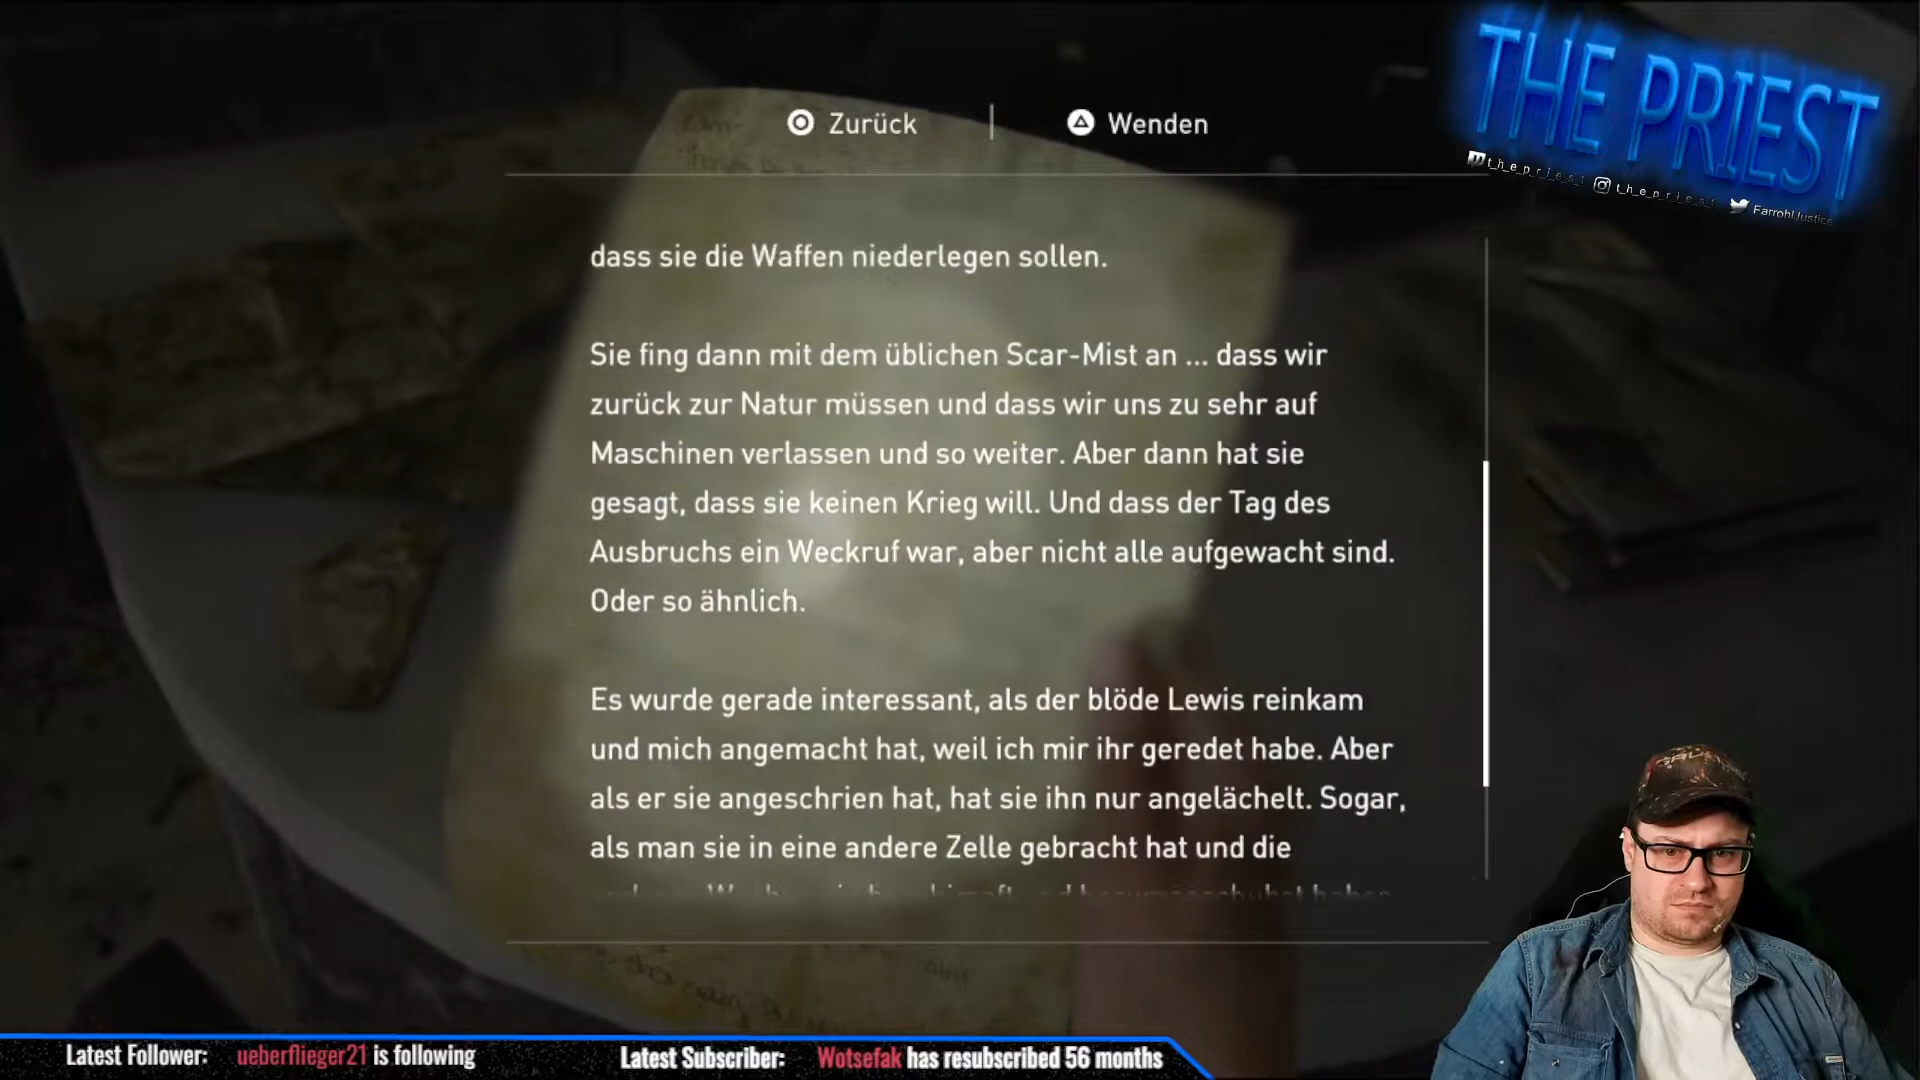 THE PRIEST
t_h_e_p_r_i_e_s_t t_h_e_p_r_i_e_s_t FarrohIJustice
Zurück | Wenden
dass sie die Waffen niederlegen sollen.
Sie fing dann mit dem üblichen Scar-Mist an ... dass wir
zurück zur Natur müssen und dass wir uns zu sehr auf
Maschinen verlassen und so weiter. Aber dann hat sie
gesagt, dass sie keinen Krieg will. Und dass der Tag des
Ausbruchs ein Weckruf war, aber nicht alle aufgewacht sind.
Oder so ähnlich.
Es wurde gerade interessant, als der blöde Lewis reinkam
und mich angemacht hat, weil ich mir ihr geredet habe. Aber
als er sie angeschrien hat, hat sie ihn nur angelächelt. Sogar,
als man sie in eine andere Zelle gebracht hat und die
Latest Follower: ueberflieger21 is following
Latest Subscriber: Wotsefak has resubscribed 56 months